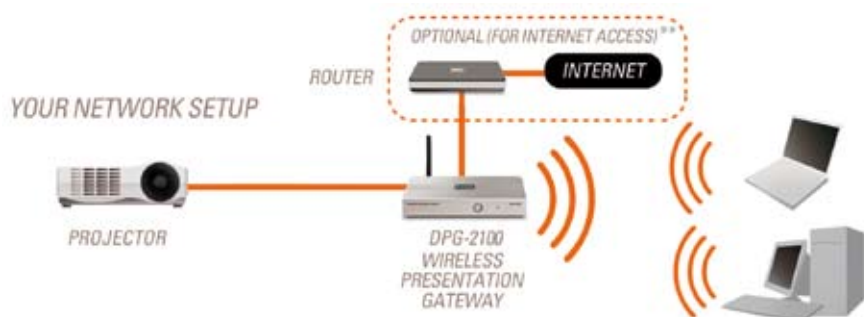 OPTIONAL (FOR INTERNET ACCESS)**
ROUTER
INTERNET
YOUR NETWORK SETUP
PROJECTOR
DPG-2100
WIRELESS
PRESENTATION
GATEWAY